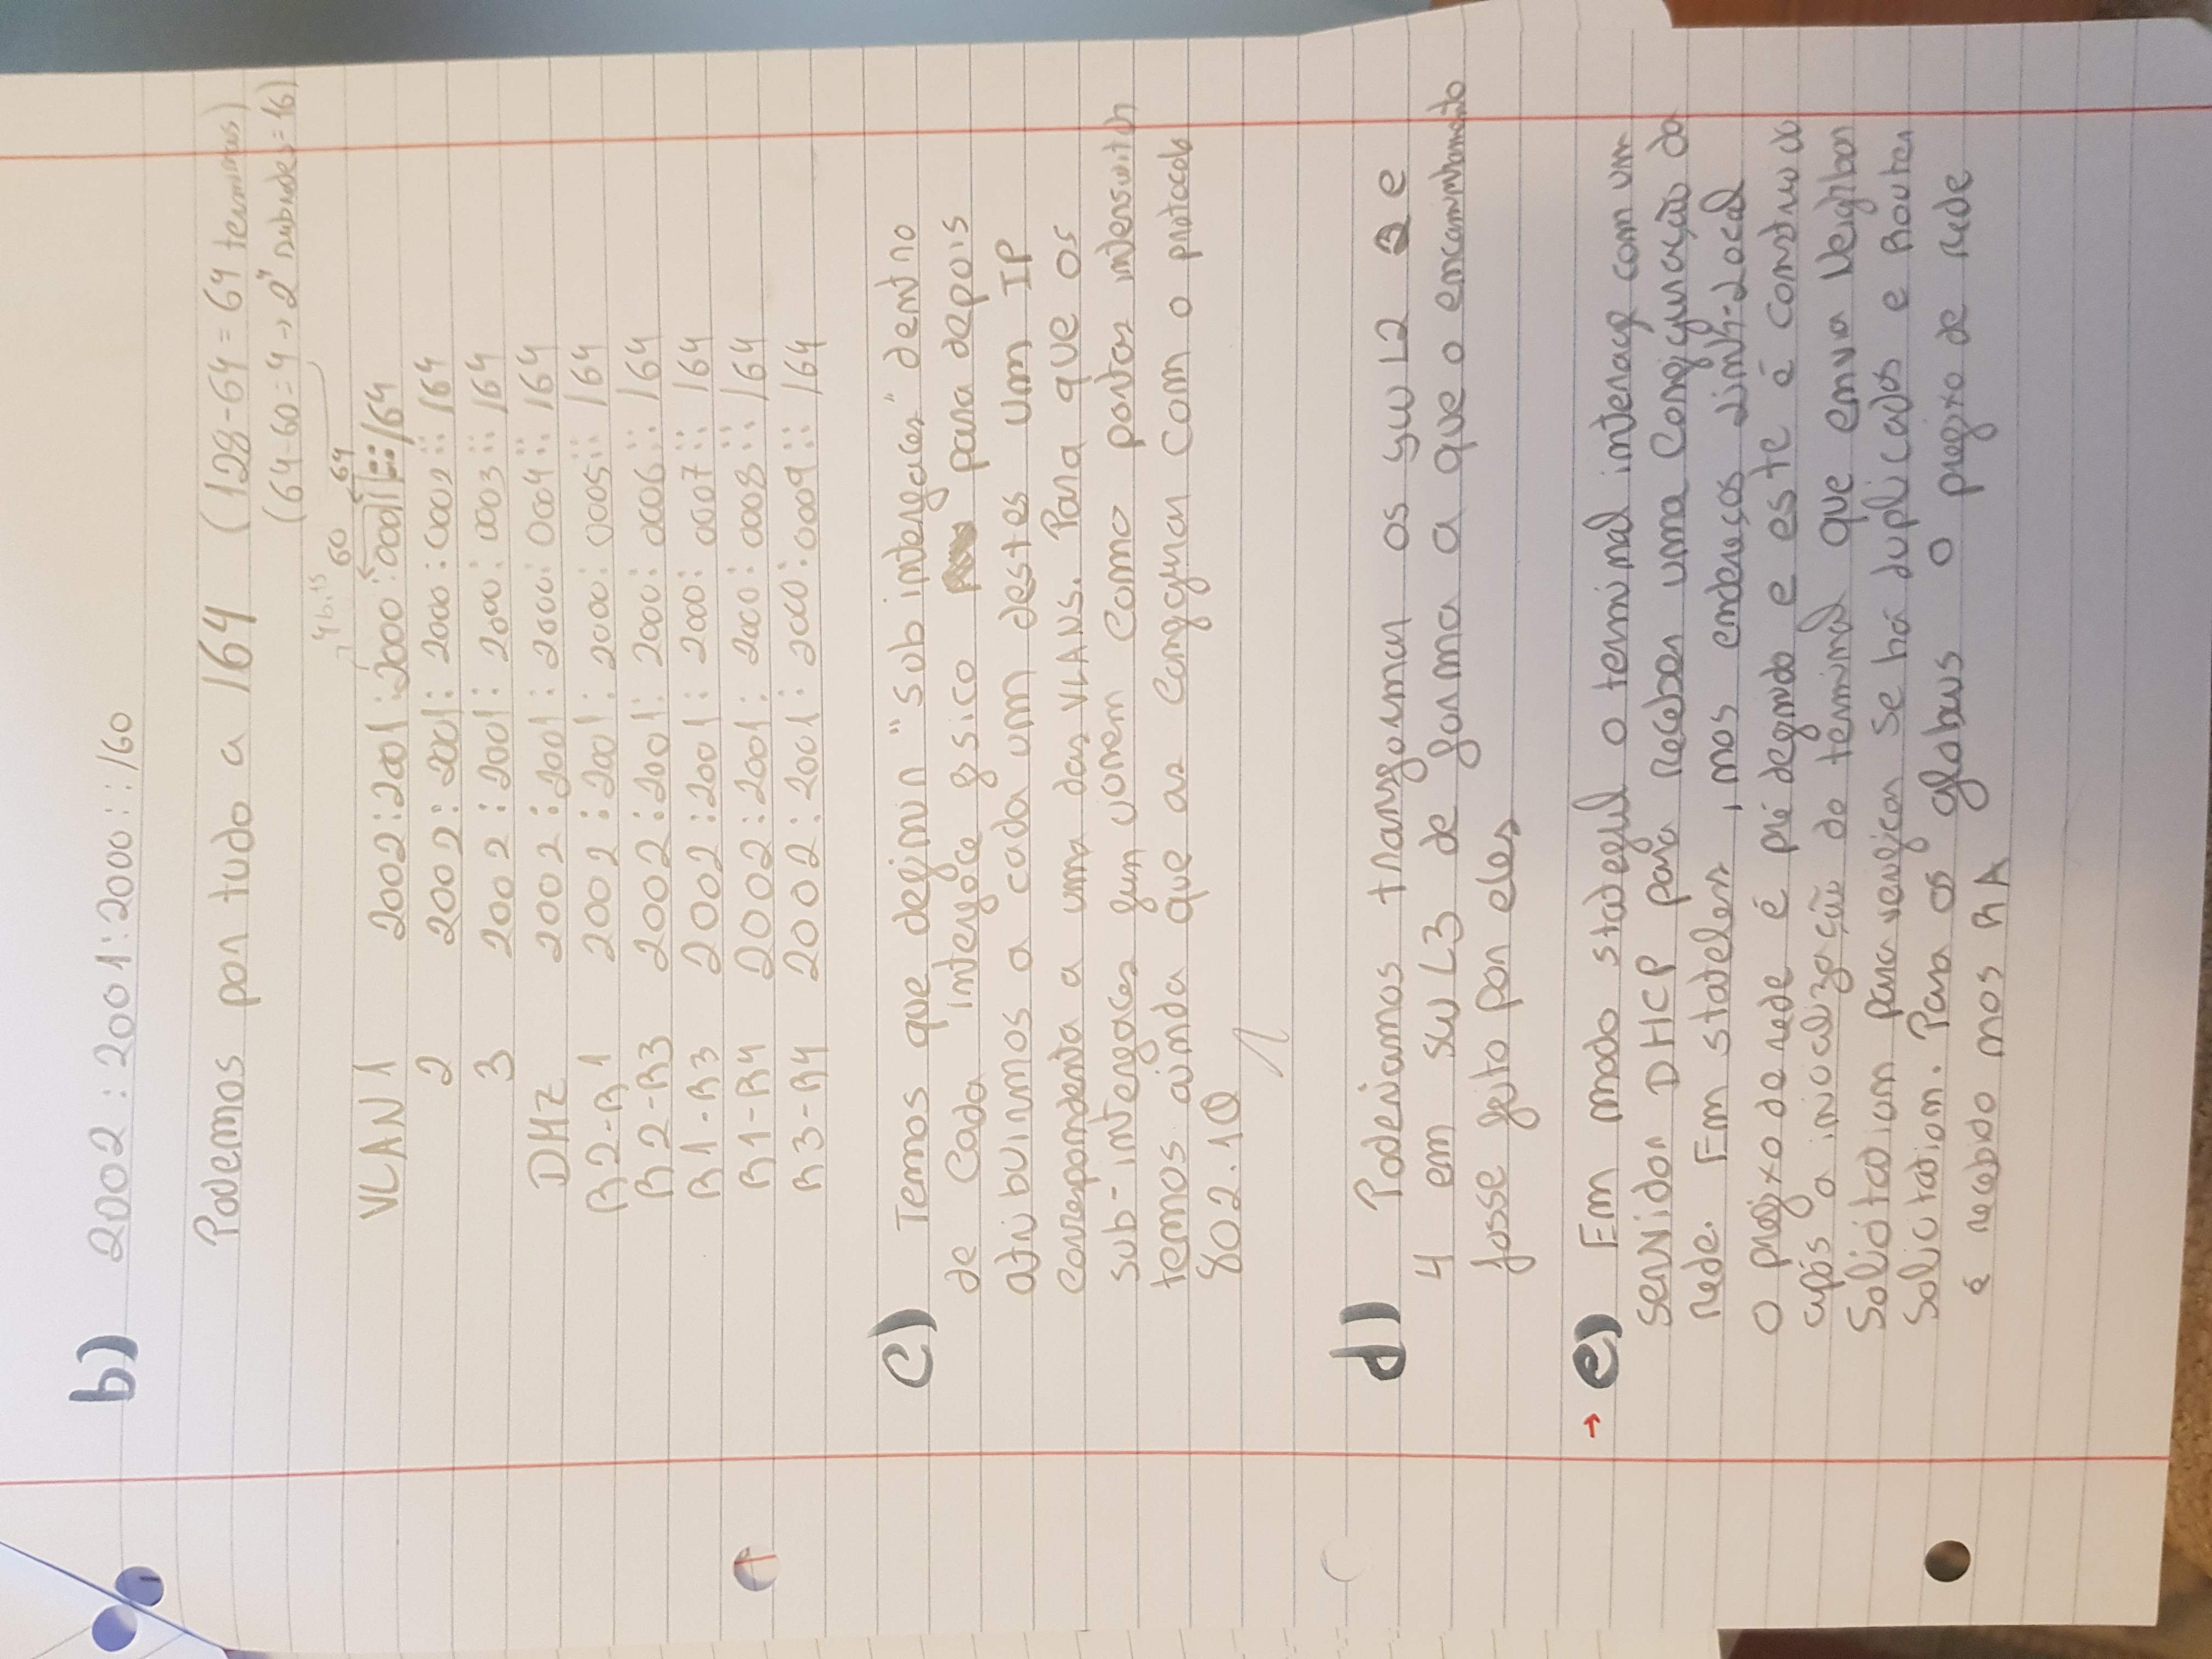 b) 2002:2001:2000::/60
Podemos por tudo a /64 (128-64 = 64 terminais)
(64-60=4→2⁴ subredes=16)
4 bits 60 64
VLAN 1 2002:2001:2000:0001::/64
2 2002:2001:2000:0002::/64
3 2002:2001:2000:0003::/64
DMZ 2002:2001:2000:0004::/64
R2-R1 2002:2001:2000:0005::/64
R2-R3 2002:2001:2000:0006::/64
R1-R3 2002:2001:2000:0007::/64
R1-R4 2002:2001:2000:0008::/64
R3-R4 2002:2001:2000:0009::/64
c) Temos que definir "sub interfaces" dentro
de cada interface fisico para depois
atribuirmos a cada um destes um IP
correspondente a uma das VLANS. Para que os
sub-interfaces funcionem como portas interswitch
temos ainda que as configurar com o protocolo
802.1Q
d) Poderiamos transformar os SW L2 2 e
4 em SW L3 de forma a que o encaminhamento
fosse feito por eles
→ e) Em modo stateful o terminal interage com um
servidor DHCP para receber uma configuração da
rede. Em stateless, nos endereços Link-Local
o prefixo de rede é pré definido e este é construido
após a inicialização do terminal que envia Neighbor
Solicitation para verificar se há duplicados e Router
Solicitation. Para os globais o prefixo de rede
é recebido nos RA